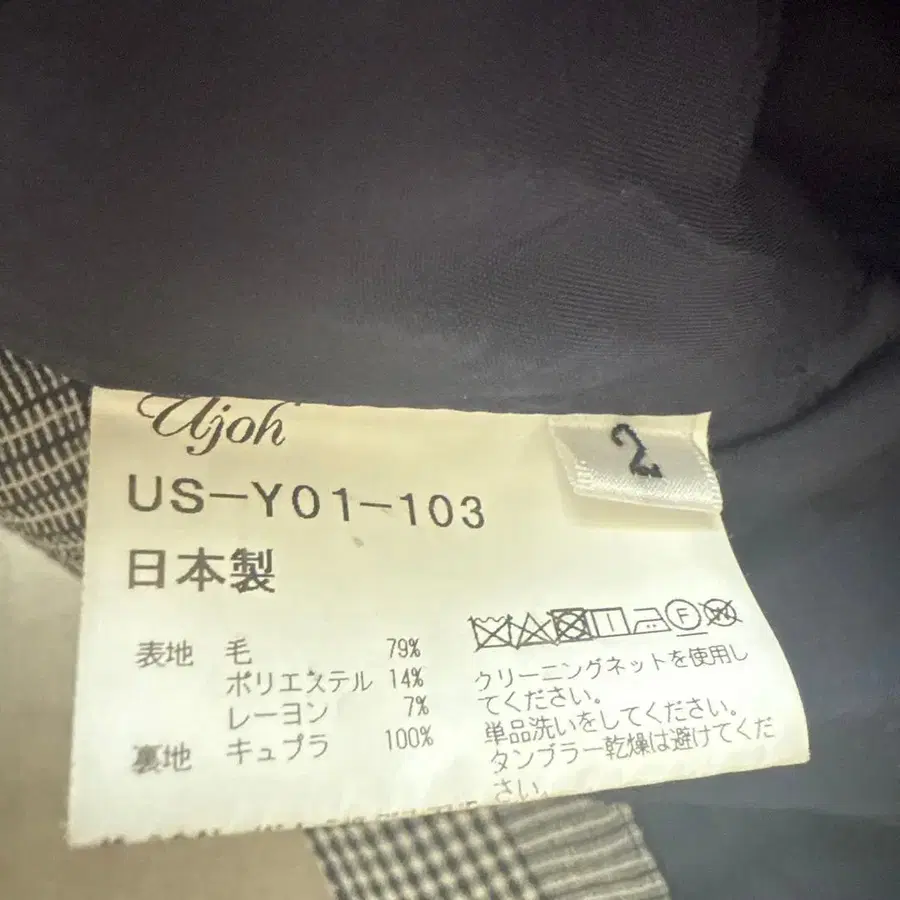 Ujoh
2
US-Y01-103
日本製
表地 毛 79%
ポリエステル 14%
レーヨン 7%
裏地 キュプラ 100%
F
W
クリーニングネットを使用し
てください。
単品洗いをしてください。
タンブラー乾燥は避けてくだ
さい。